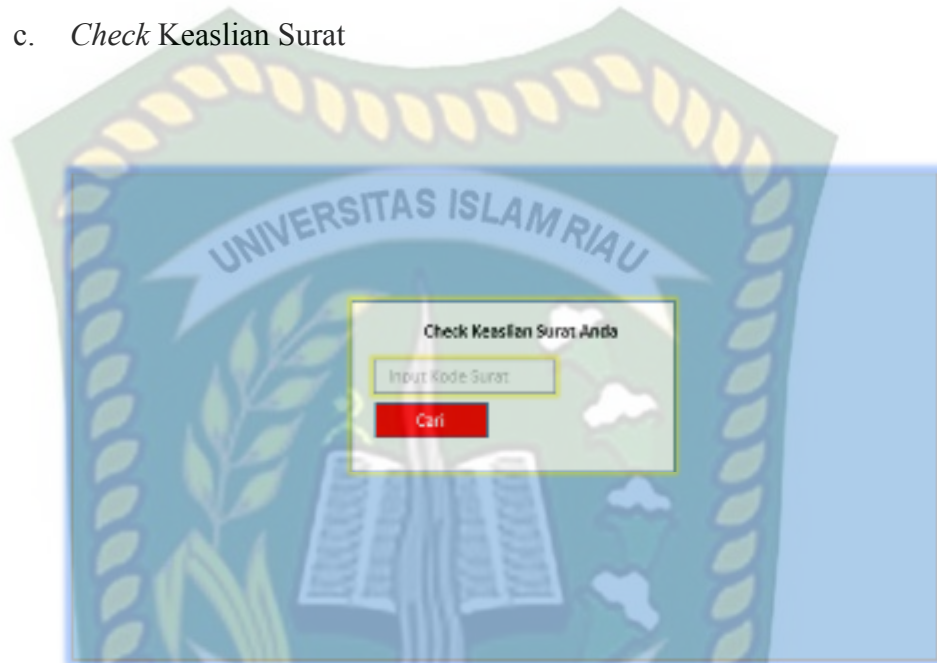 c. Check Keaslian Surat
UNIVERSITAS ISLAM RIAU
Check Keaslian Surat Anda
Input Kode Surat
Cari